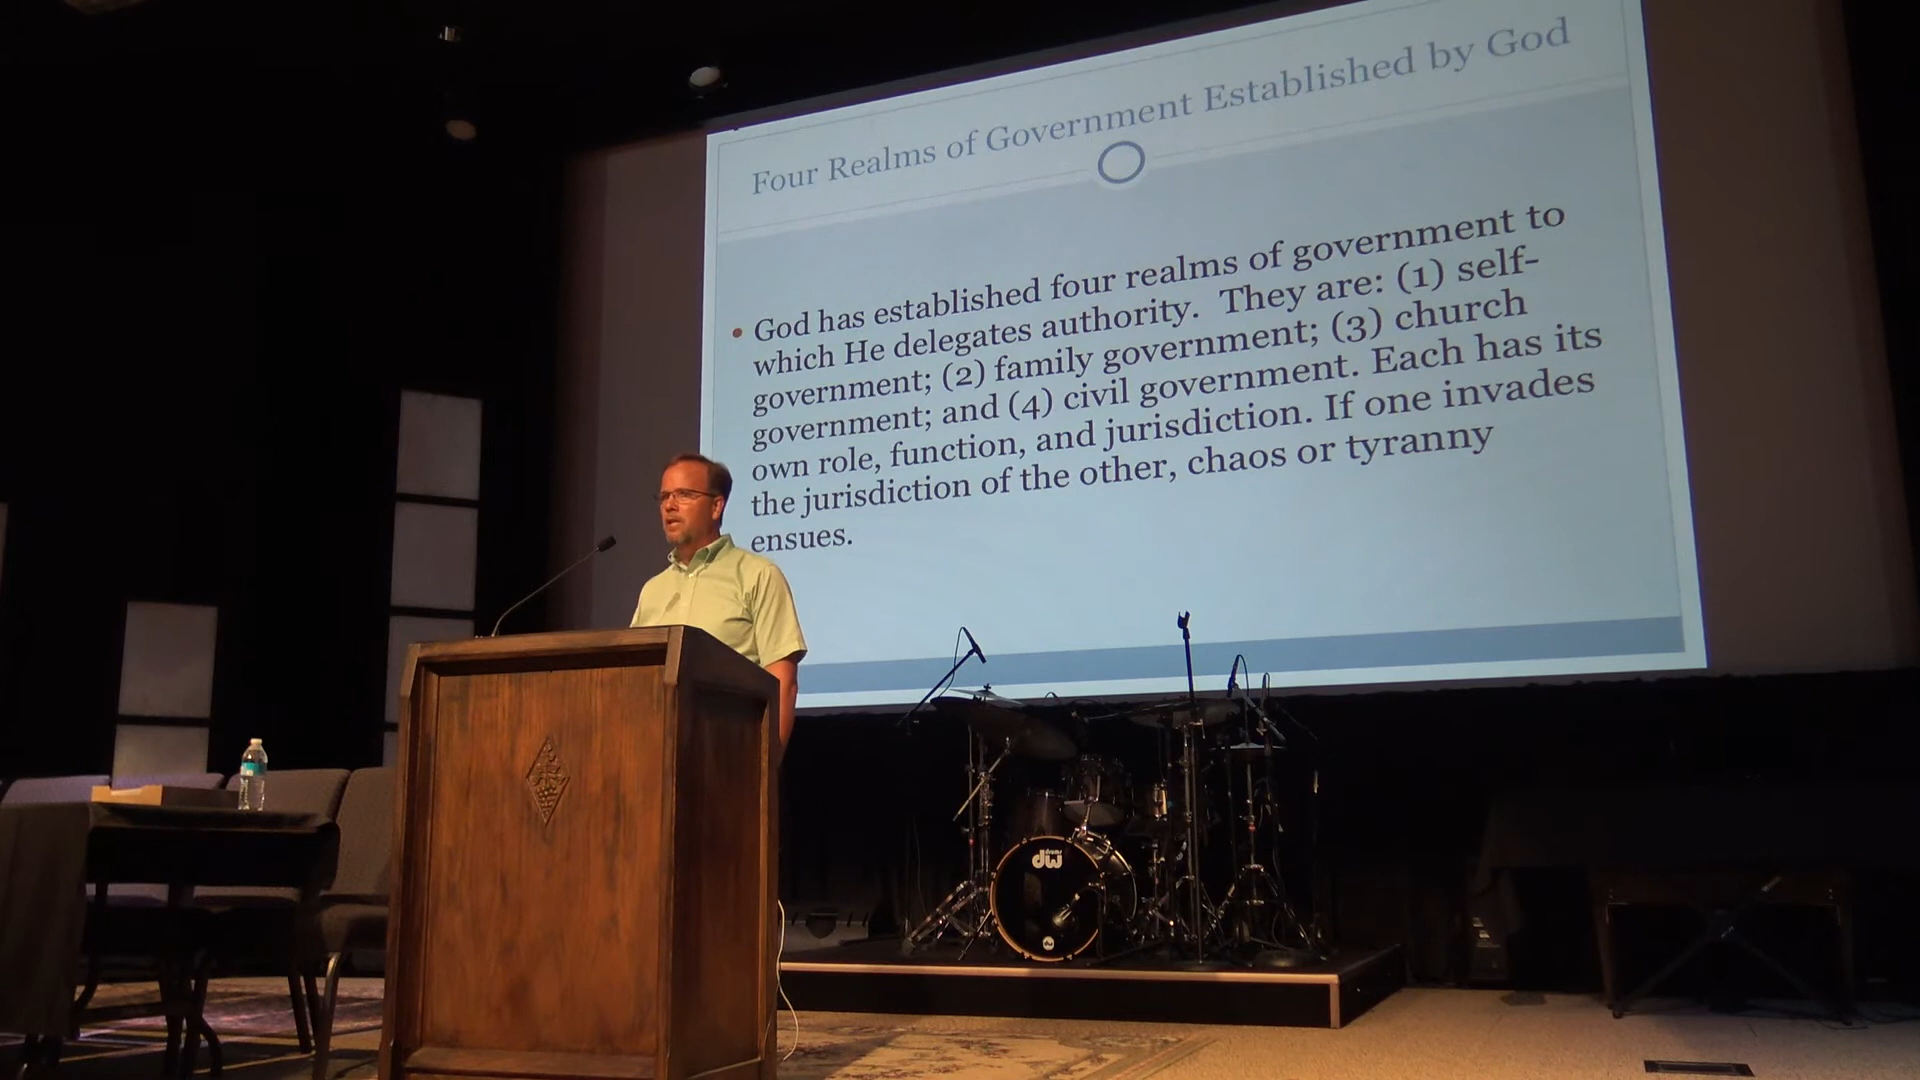 Four Realms of Government Established by God
• God has established four realms of government to
which He delegates authority.  They are: (1) self-
government; (2) family government; (3) church
government; and (4) civil government. Each has its
own role, function, and jurisdiction. If one invades
the jurisdiction of the other, chaos or tyranny
ensues.
drums
dw
dw